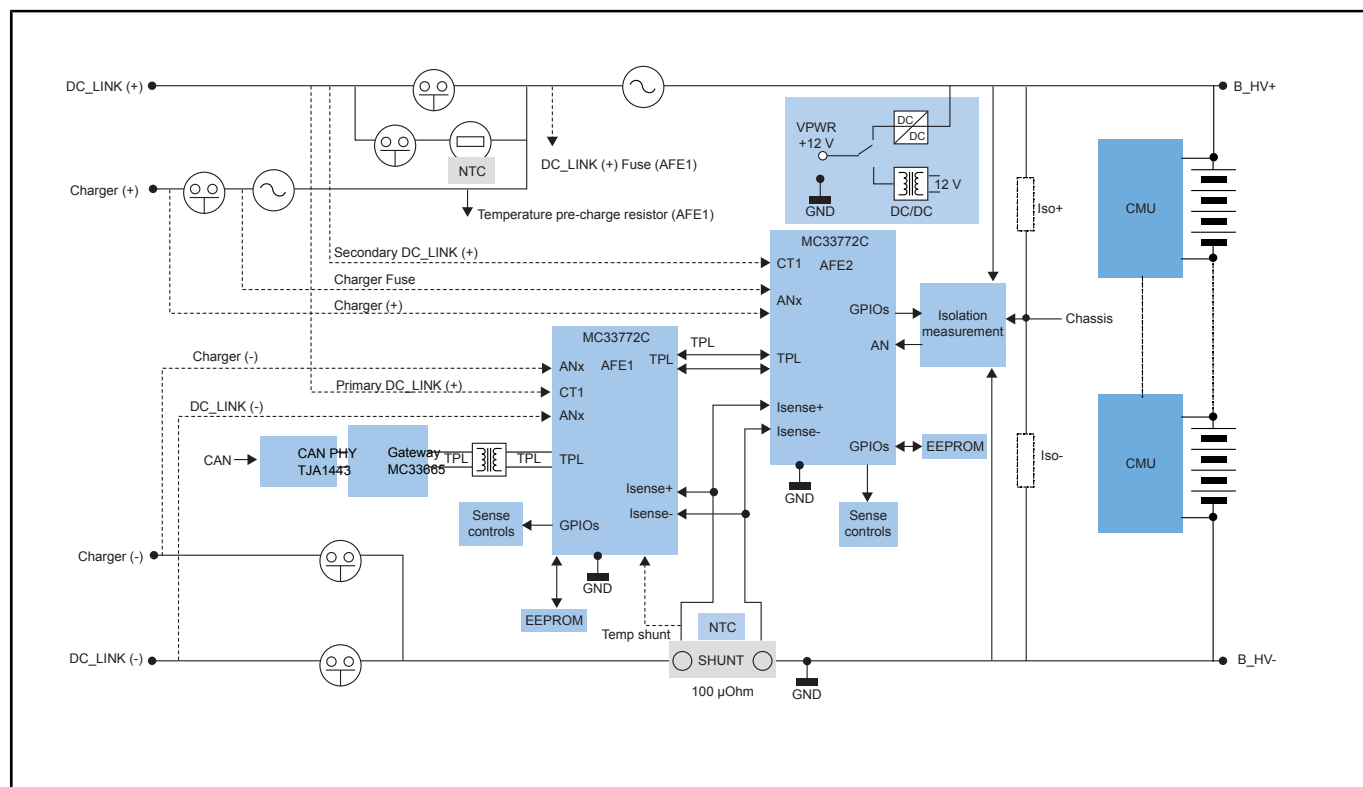 DC_LINK (+)
B_HV+
VPWR
+12 V
DC
DC
DC_LINK (+) Fuse (AFE1)
NTC
Charger (+)
12 V
GND
DC/DC
Iso+
CMU
Temperature pre-charge resistor (AFE1)
MC33772C
Secondary DC_LINK (+)
CT1
AFE2
Charger Fuse
ANx
Charger (+)
GPIOs
Isolation
measurement
Chassis
MC33772C
TPL
AN
Charger (-)
ANx
AFE1
TPL
TPL
Primary DC_LINK (+)
CT1
DC_LINK (-)
ANx
Isense+
Isense-
GPIOs
EEPROM
CAN
CAN PHY
TJA1443
Gateway
MC33665
TPL
TPL
TPL
Iso-
CMU
GND
Isense+
Isense-
Sense
controls
GPIOs
Sense
controls
Charger (-)
GND
EEPROM
Temp shunt
NTC
DC_LINK (-)
SHUNT
B_HV-
100 µOhm
GND